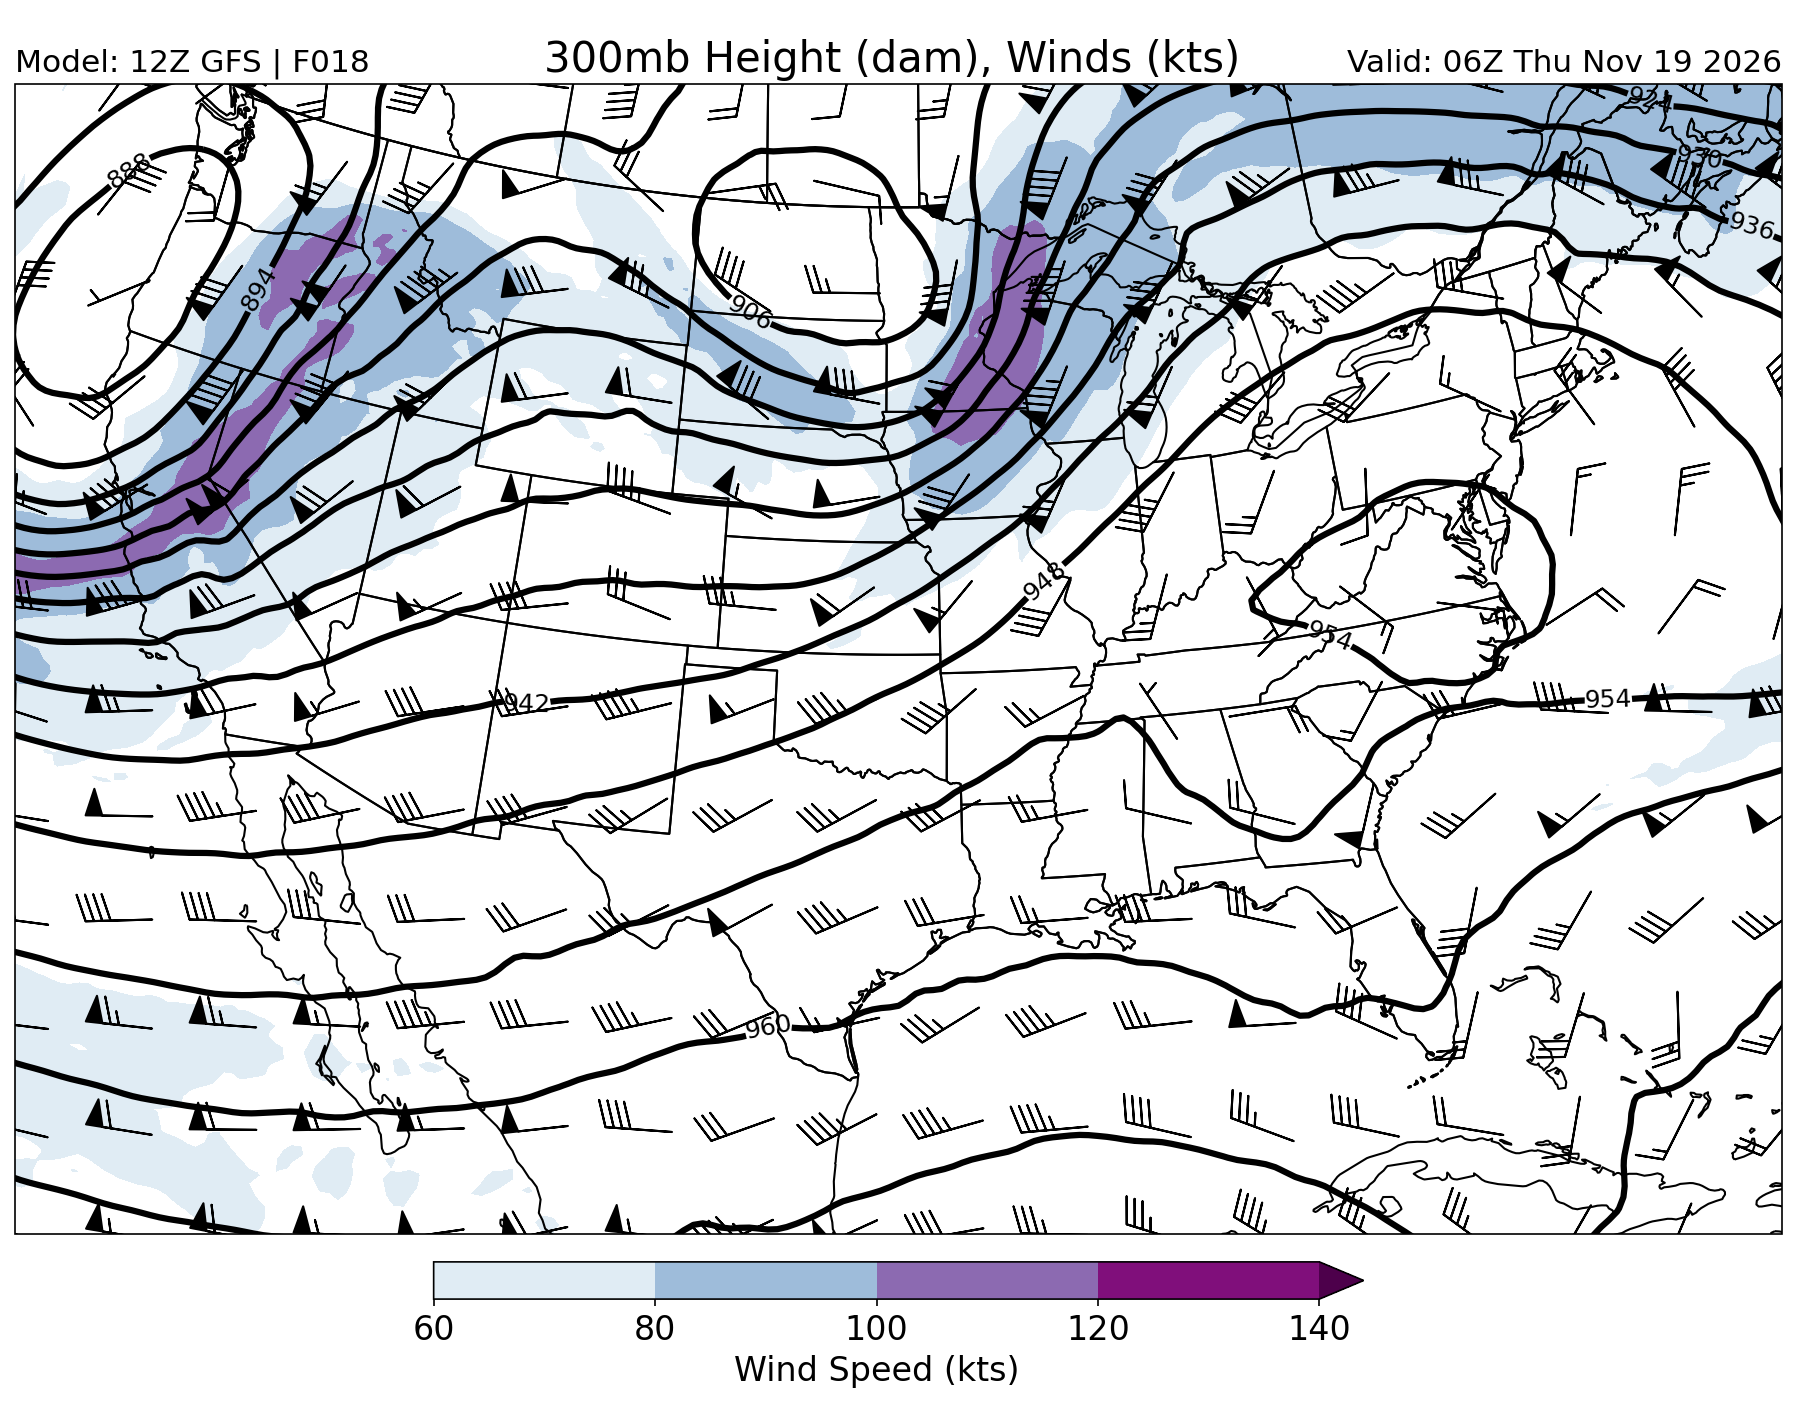 Model: 12Z GFS | F018
300mb Height (dam), Winds (kts)
Valid: 06Z Thu Nov 19 2026
924
930
888
936
894
906
948
954
942
954
960
60 80 100 120 140
Wind Speed (kts)